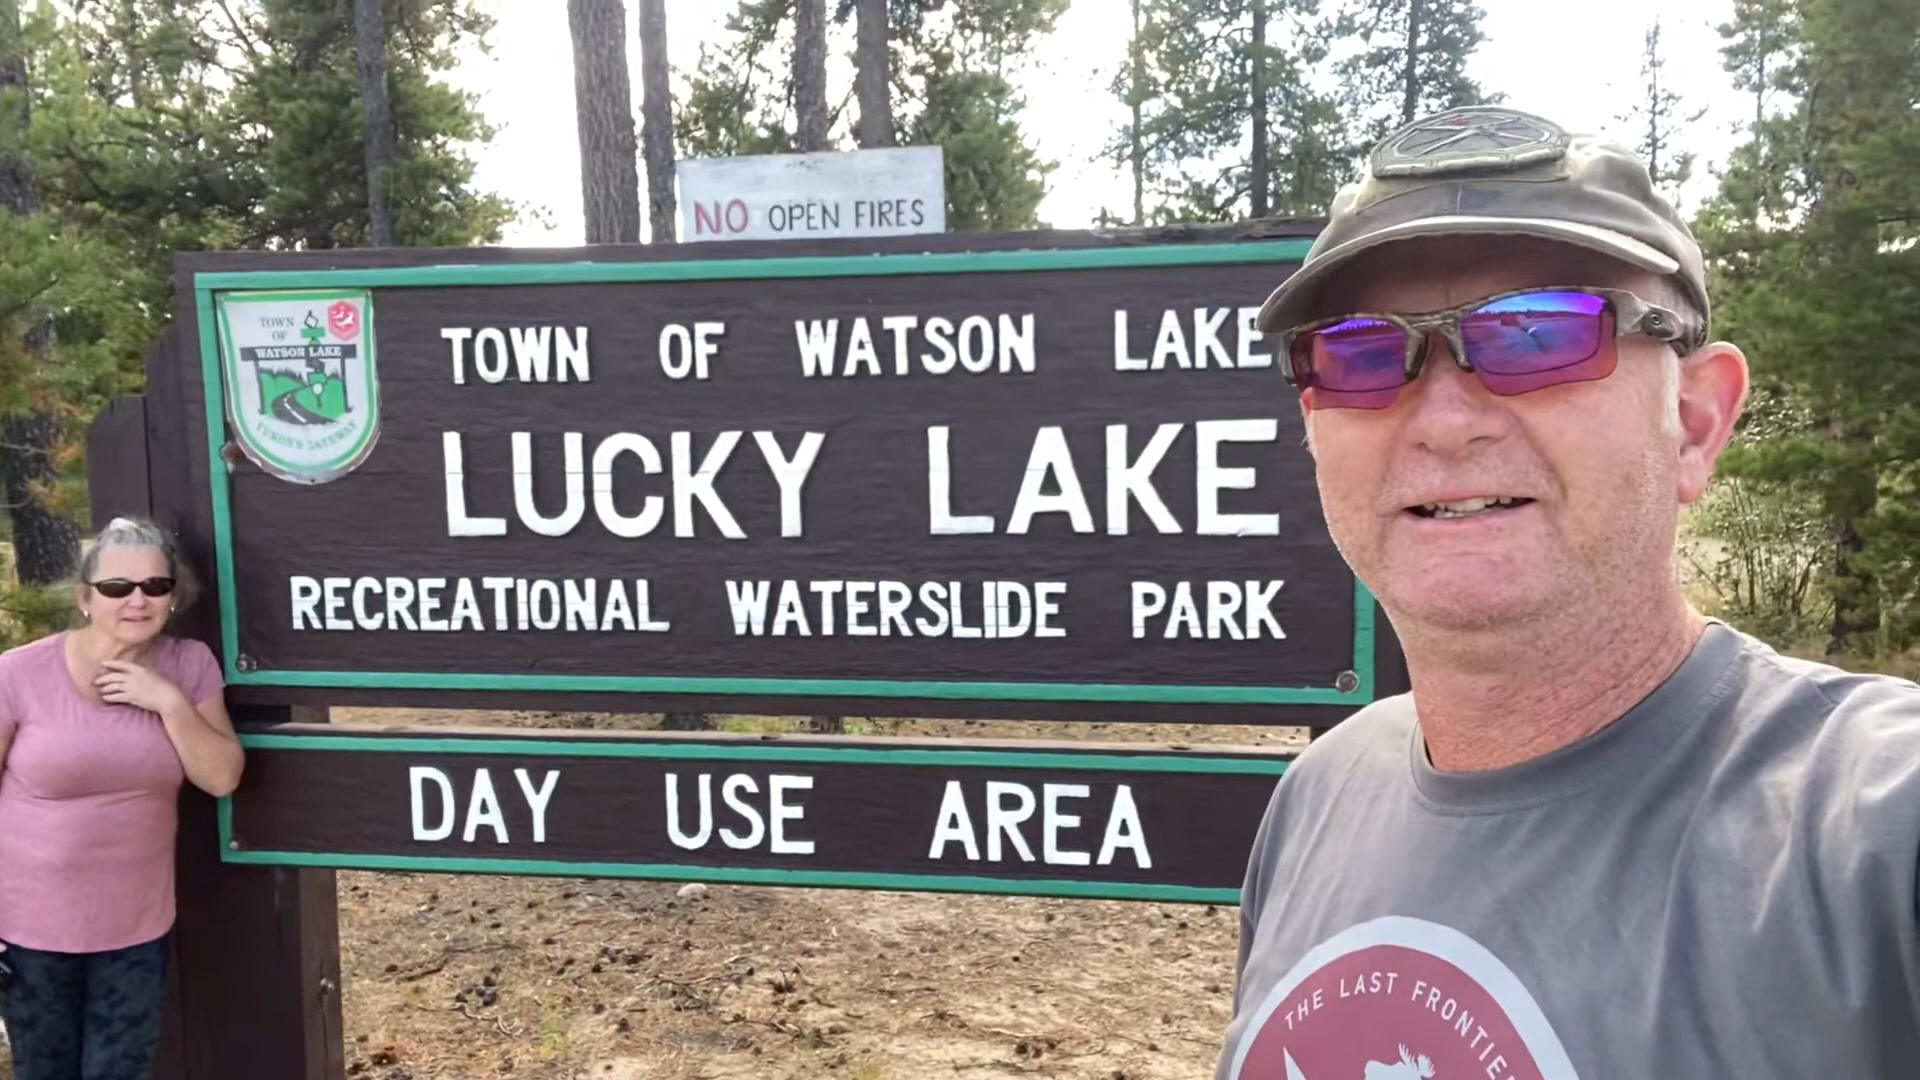 NO OPEN FIRES
TOWN
OF
WATSON LAKE
YUKON'S GATEWAY
TOWN OF WATSON LAKE
LUCKY LAKE
RECREATIONAL WATERSLIDE PARK
DAY USE AREA
THE LAST FRONTIER